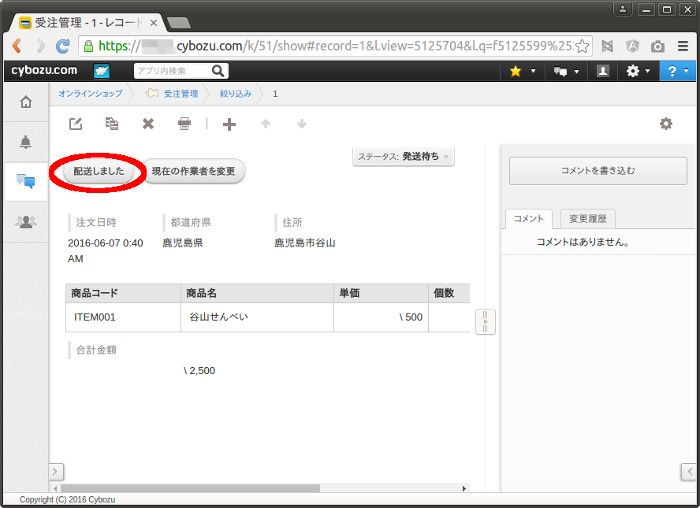 受注管理 - 1 - レコード
https://
.cybozu.com/k/51/show#record=1&l.view=5125704&l.q=f5125599%25
cybozu.com
アプリ内検索
オンラインショップ
受注管理
絞り込み
1
ステータス: 発送待ち
配送しました
現在の作業者を変更
コメントを書き込む
注文日時 都道府県 住所
コメント 変更履歴
2016-06-07 0:40 AM
鹿児島県
鹿児島市谷山
コメントはありません。
商品コード 商品名 単価 個数
ITEM001 谷山せんべい \ 500
合計金額
\ 2,500
Copyright (C) 2016 Cybozu